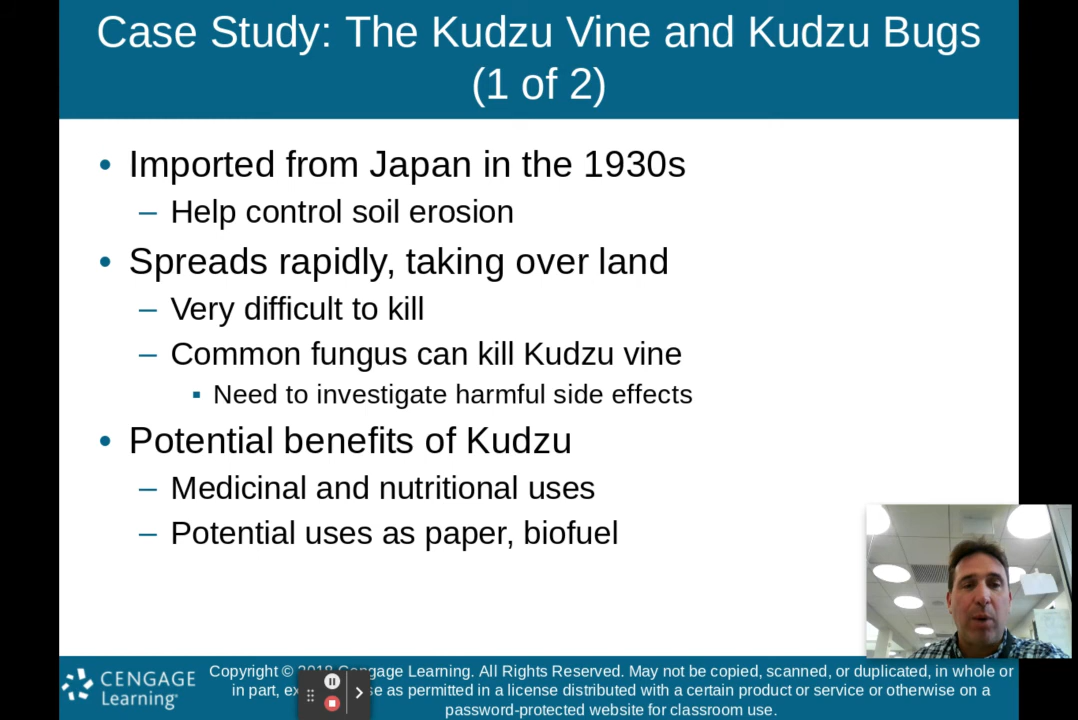 Case Study: The Kudzu Vine and Kudzu Bugs
(1 of 2)
• Imported from Japan in the 1930s
– Help control soil erosion
• Spreads rapidly, taking over land
– Very difficult to kill
– Common fungus can kill Kudzu vine
▪ Need to investigate harmful side effects
• Potential benefits of Kudzu
– Medicinal and nutritional uses
– Potential uses as paper, biofuel
CENGAGE
Learning
Copyright © 2018 Cengage Learning. All Rights Reserved. May not be copied, scanned, or duplicated, in whole or
in part, as permitted in a license distributed with a certain product or service or otherwise on a
password-protected website for classroom use.